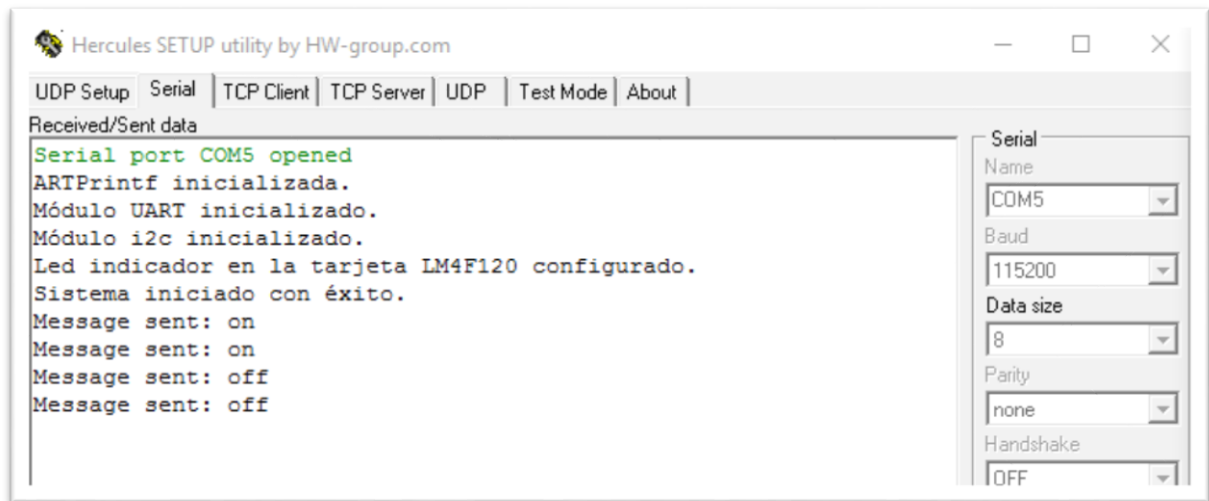 Hercules SETUP utility by HW-group.com
UDP Setup Serial TCP Client TCP Server UDP Test Mode About
Received/Sent data
Serial port COM5 opened
ARTPrintf inicializada.
Módulo UART inicializado.
Módulo i2c inicializado.
Led indicador en la tarjeta LM4F120 configurado.
Sistema iniciado con éxito.
Message sent: on
Message sent: on
Message sent: off
Message sent: off
Serial
Name
COM5
Baud
115200
Data size
8
Parity
none
Handshake
OFF